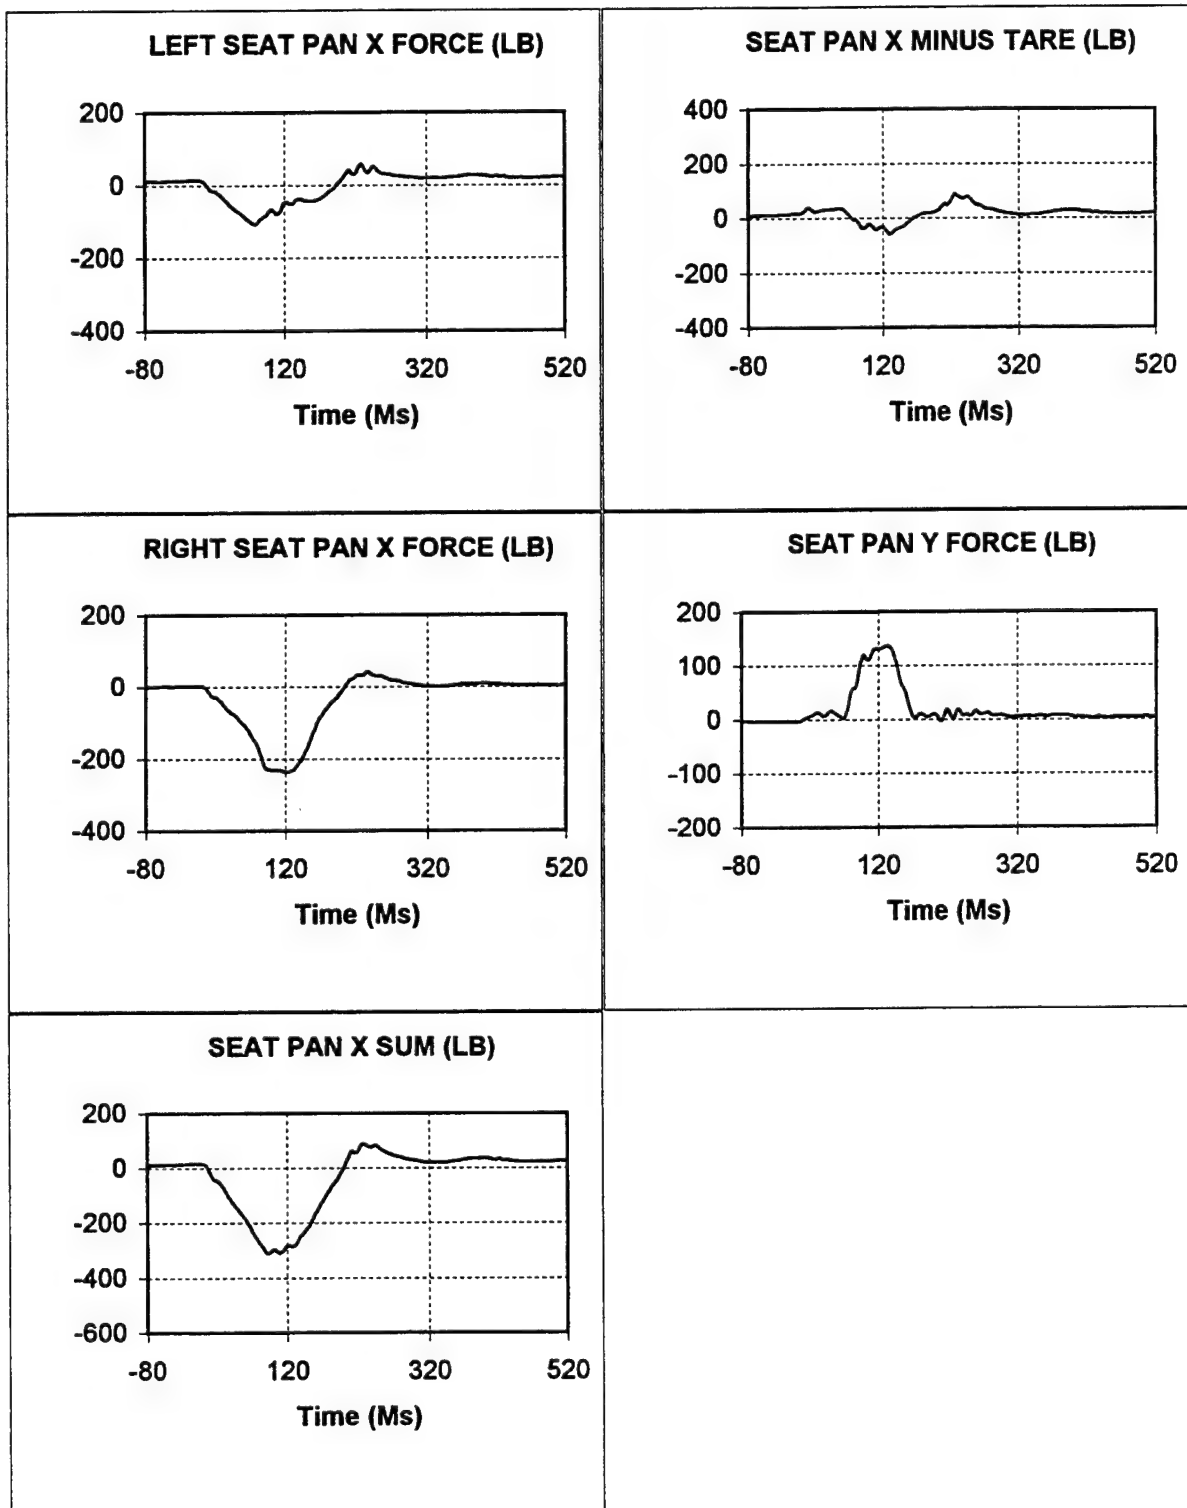 LEFT SEAT PAN X FORCE (LB)
200
0
-200
-400
-80 120 320 520
Time (Ms)
SEAT PAN X MINUS TARE (LB)
400
200
0
-200
-400
-80 120 320 520
Time (Ms)
RIGHT SEAT PAN X FORCE (LB)
200
0
-200
-400
-80 120 320 520
Time (Ms)
SEAT PAN Y FORCE (LB)
200
100
0
-100
-200
-80 120 320 520
Time (Ms)
SEAT PAN X SUM (LB)
200
0
-200
-400
-600
-80 120 320 520
Time (Ms)